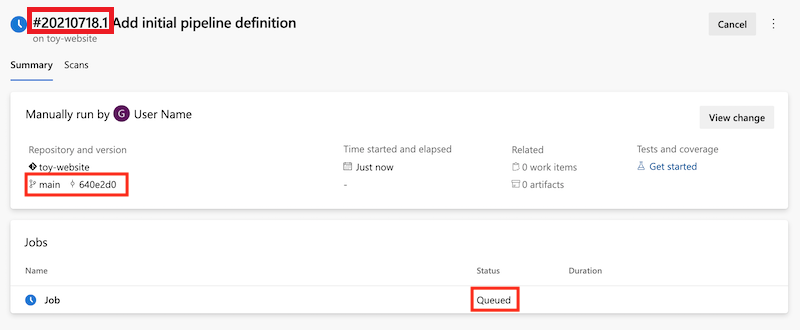 #20210718.1 Add initial pipeline definition
Cancel
on toy-website
Summary Scans
Manually run by G User Name
View change
Repository and version Time started and elapsed Related Tests and coverage
toy-website Just now 0 work items Get started
main 640e2d0 - 0 artifacts
Jobs
Name Status Duration
Job Queued